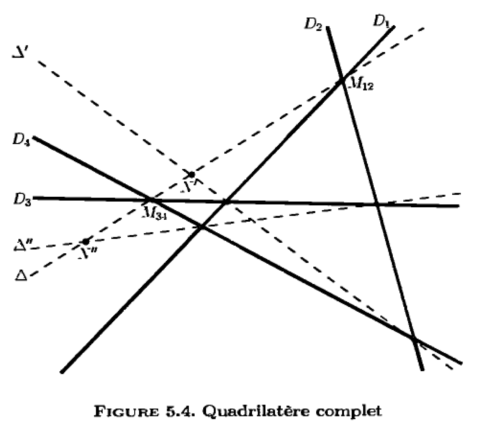 D₂ D₁
Δ′
M₁₂
D₄
N′
D₃
M₃₄
Δ″
N″
Δ
FIGURE 5.4. Quadrilatère complet